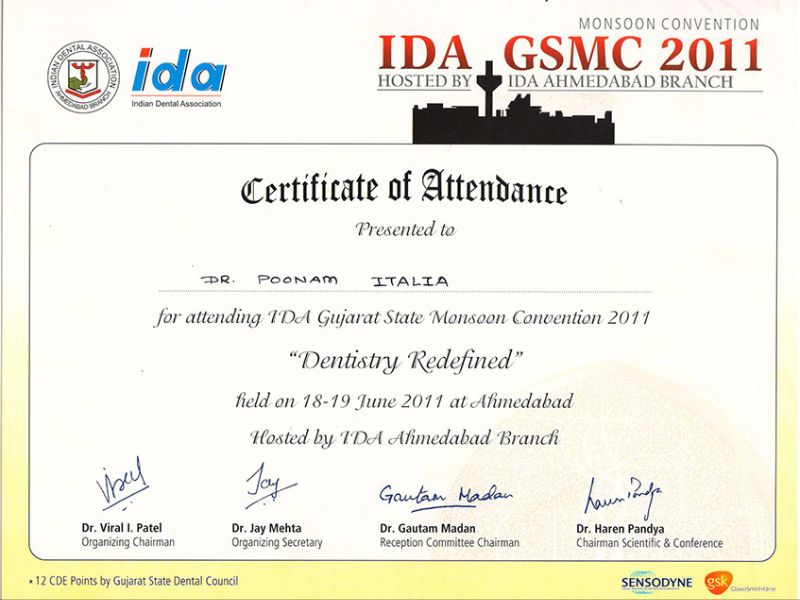 MONSOON CONVENTION
IDA GSMC 2011
HOSTED BY IDA AHMEDABAD BRANCH
INDIAN DENTAL ASSOCIATION
AHMEDABAD BRANCH
ida
Indian Dental Association
Certificate of Attendance
Presented to
DR. POONAM ITALIA
for attending IDA Gujarat State Monsoon Convention 2011
“Dentistry Redefined”
held on 18-19 June 2011 at Ahmedabad
Hosted by IDA Ahmedabad Branch
Viral Jay Gautam Madan Haren Pandya
Dr. Viral I. Patel Dr. Jay Mehta Dr. Gautam Madan Dr. Haren Pandya
Organizing Chairman Organizing Secretary Reception Committee Chairman Chairman Scientific & Conference
* 12 CDE Points by Gujarat State Dental Council
SENSODYNE gsk GlaxoSmithKline